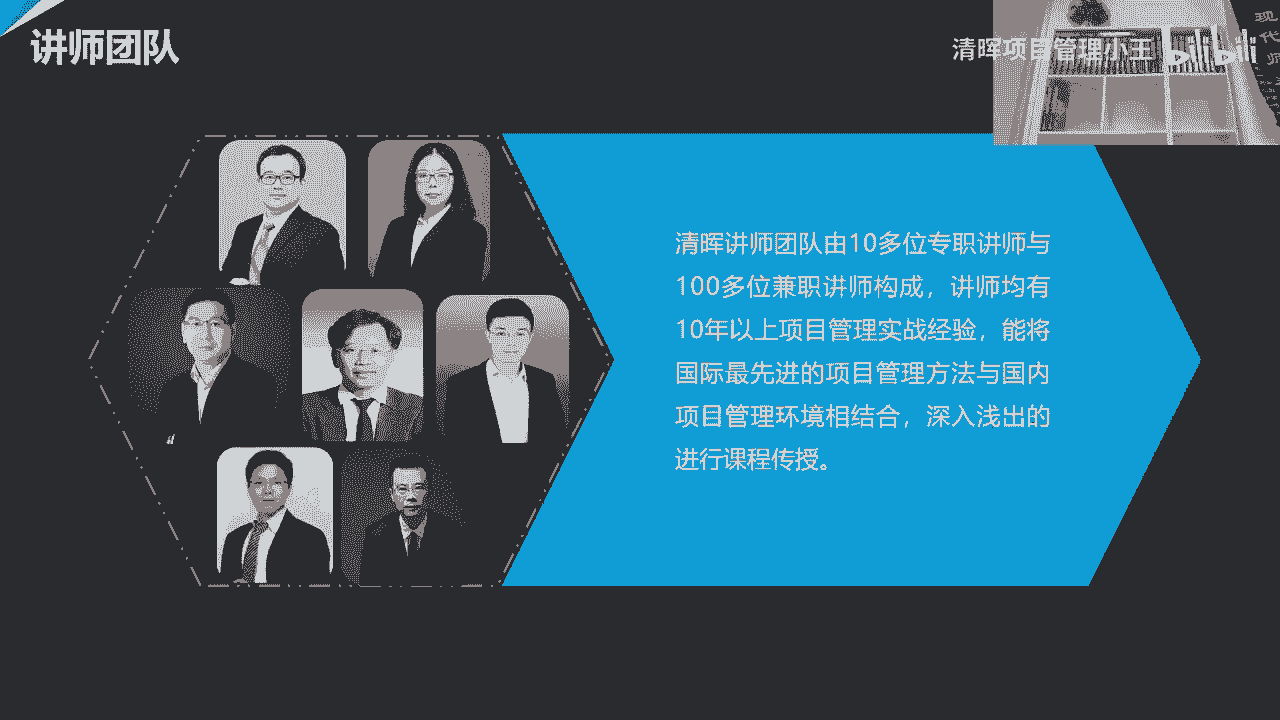 讲师团队
清晖项目管理小王 bilibili
现代
清晖讲师团队由10多位专职讲师与
100多位兼职讲师构成，讲师均有
10年以上项目管理实战经验，能将
国际最先进的项目管理方法与国内
项目管理环境相结合，深入浅出的
进行课程传授。